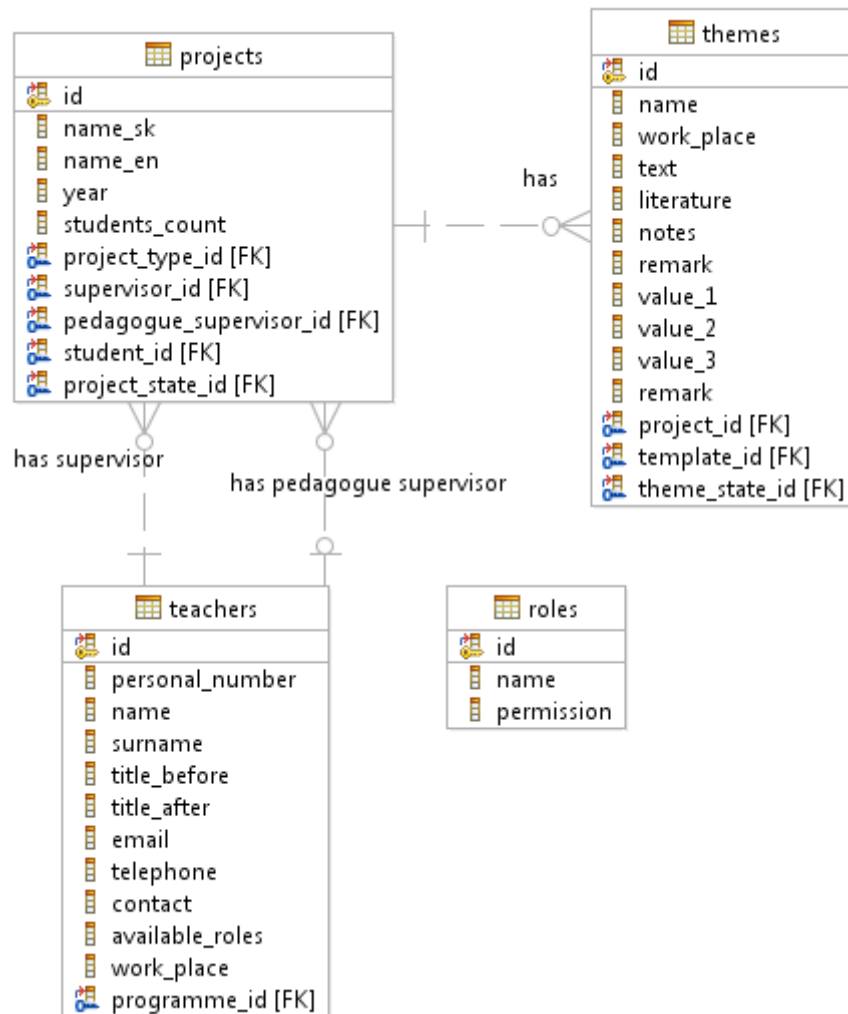 projects
id
name_sk
name_en
year
students_count
project_type_id [FK]
supervisor_id [FK]
pedagogue_supervisor_id [FK]
student_id [FK]
project_state_id [FK]
has
themes
id
name
work_place
text
literature
notes
remark
value_1
value_2
value_3
remark
project_id [FK]
template_id [FK]
theme_state_id [FK]
has supervisor
has pedagogue supervisor
teachers
id
personal_number
name
surname
title_before
title_after
email
telephone
contact
available_roles
work_place
programme_id [FK]
roles
id
name
permission